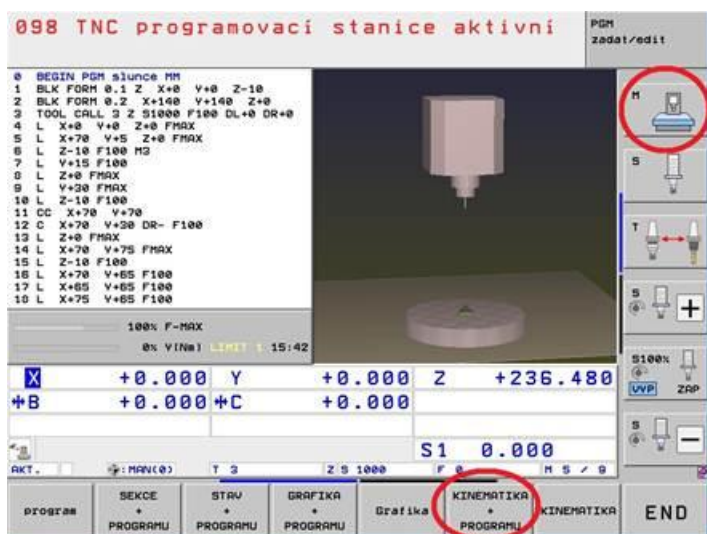 098 TNC programovací stanice aktivní
PGM
zadat/edit
0 BEGIN PGM slunce MM
1 BLK FORM 0.1 Z X+0 Y+0 Z-10
2 BLK FORM 0.2 X+140 Y+140 Z+0
3 TOOL CALL 3 Z S1000 F100 DL+0 DR+0
4 L X+0 Y+0 Z+0 FMAX
5 L X+70 Y+5 Z+0 FMAX
6 L Z-10 F100 M3
7 L Y+15 F100
8 L Z+0 FMAX
9 L Y+30 FMAX
10 L Z-10 F100
11 CC X+70 Y+70
12 C X+70 Y+30 DR- F100
13 L Z+0 FMAX
14 L X+70 Y+75 FMAX
15 L Z-10 F100
16 L X+70 Y+65 F100
17 L X+65 Y+65 F100
18 L X+75 Y+65 F100
100% F-MAX
0% Y[Nm] LIMIT 1 15:42
X +0.000 Y +0.000 Z +236.480
+B +0.000 +C +0.000
S1 0.000
AKT. : MAN(0) T 3 Z S 1000 F 0 M 5 / 9
M
S
T
S
+
S100%
VYP ZAP
S
-
program
SEKCE
+
PROGRAMU
STAV
+
PROGRAMU
GRAFIKA
+
PROGRAMU
Grafika
KINEMATIKA
+
PROGRAMU
KINEMATIKA
END